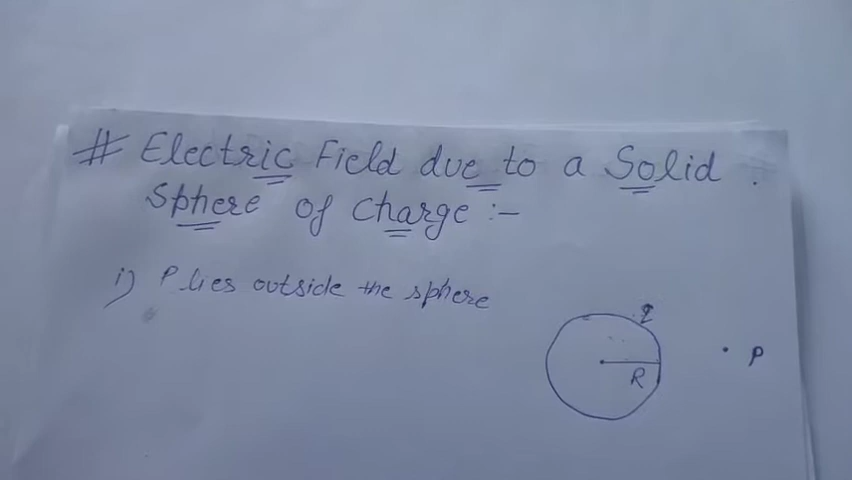 # Electric Field due to a Solid
Sphere of Charge :-
i) P lies outside the sphere
q
R
P